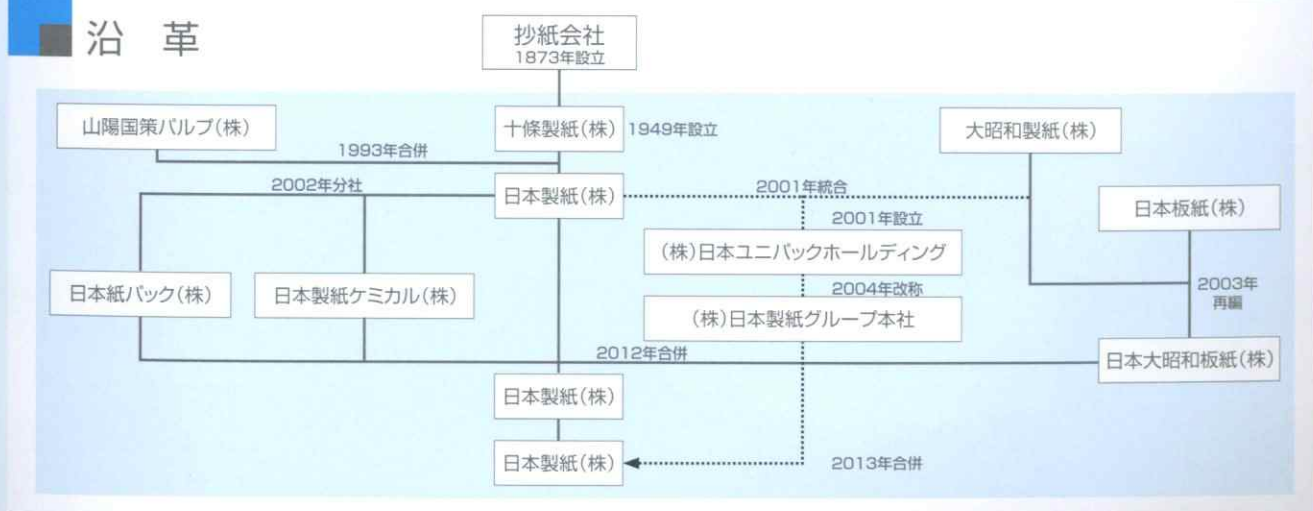 沿 革
抄紙会社
1873年設立
山陽国策パルプ(株)
十條製紙(株)
1949年設立
大昭和製紙(株)
1993年合併
2002年分社
日本製紙(株)
2001年統合
日本板紙(株)
2001年設立
(株)日本ユニパックホールディング
日本紙パック(株)
日本製紙ケミカル(株)
2004年改称
2003年
再編
(株)日本製紙グループ本社
2012年合併
日本大昭和板紙(株)
日本製紙(株)
日本製紙(株)
2013年合併